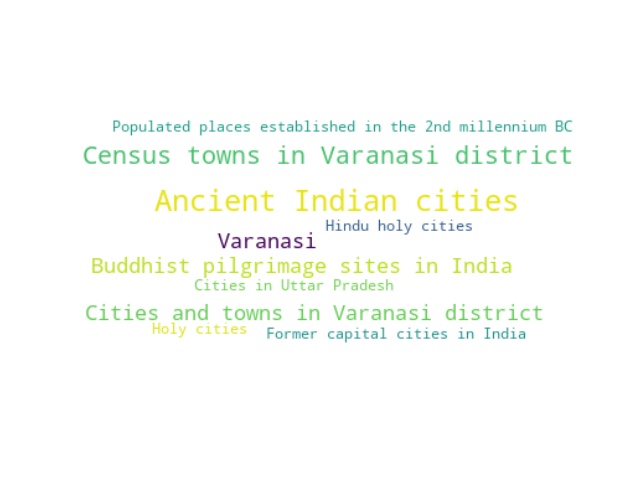 Populated places established in the 2nd millennium BC
Census towns in Varanasi district
Ancient Indian cities
Hindu holy cities
Varanasi
Buddhist pilgrimage sites in India
Cities in Uttar Pradesh
Cities and towns in Varanasi district
Holy cities
Former capital cities in India